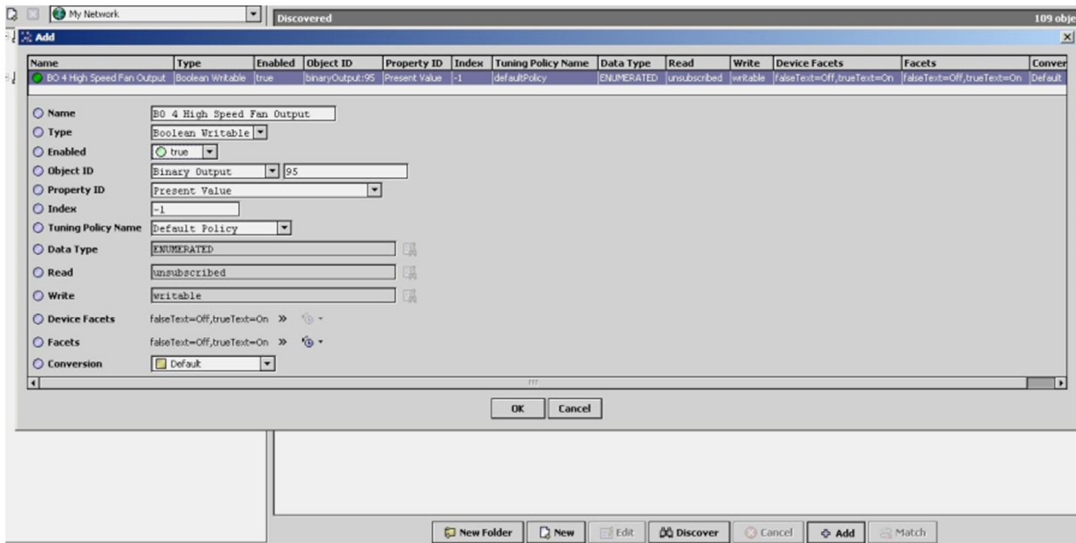 My Network
Discovered
109 obje
Add
Name Type Enabled Object ID Property ID Index Tuning Policy Name Data Type Read Write Device Facets Facets Conver
BO 4 High Speed Fan Output Boolean Writable true binaryOutput:95 Present Value -1 defaultPolicy ENUMERATED unsubscribed writable falseText=Off,trueText=On falseText=Off,trueText=On Default
Name BO 4 High Speed Fan Output
Type Boolean Writable
Enabled true
Object ID Binary Output 95
Property ID Present Value
Index -1
Tuning Policy Name Default Policy
Data Type ENUMERATED
Read unsubscribed
Write writable
Device Facets falseText=Off,trueText=On »
Facets falseText=Off,trueText=On »
Conversion Default
OK Cancel
New Folder New Edit Discover Cancel Add Match